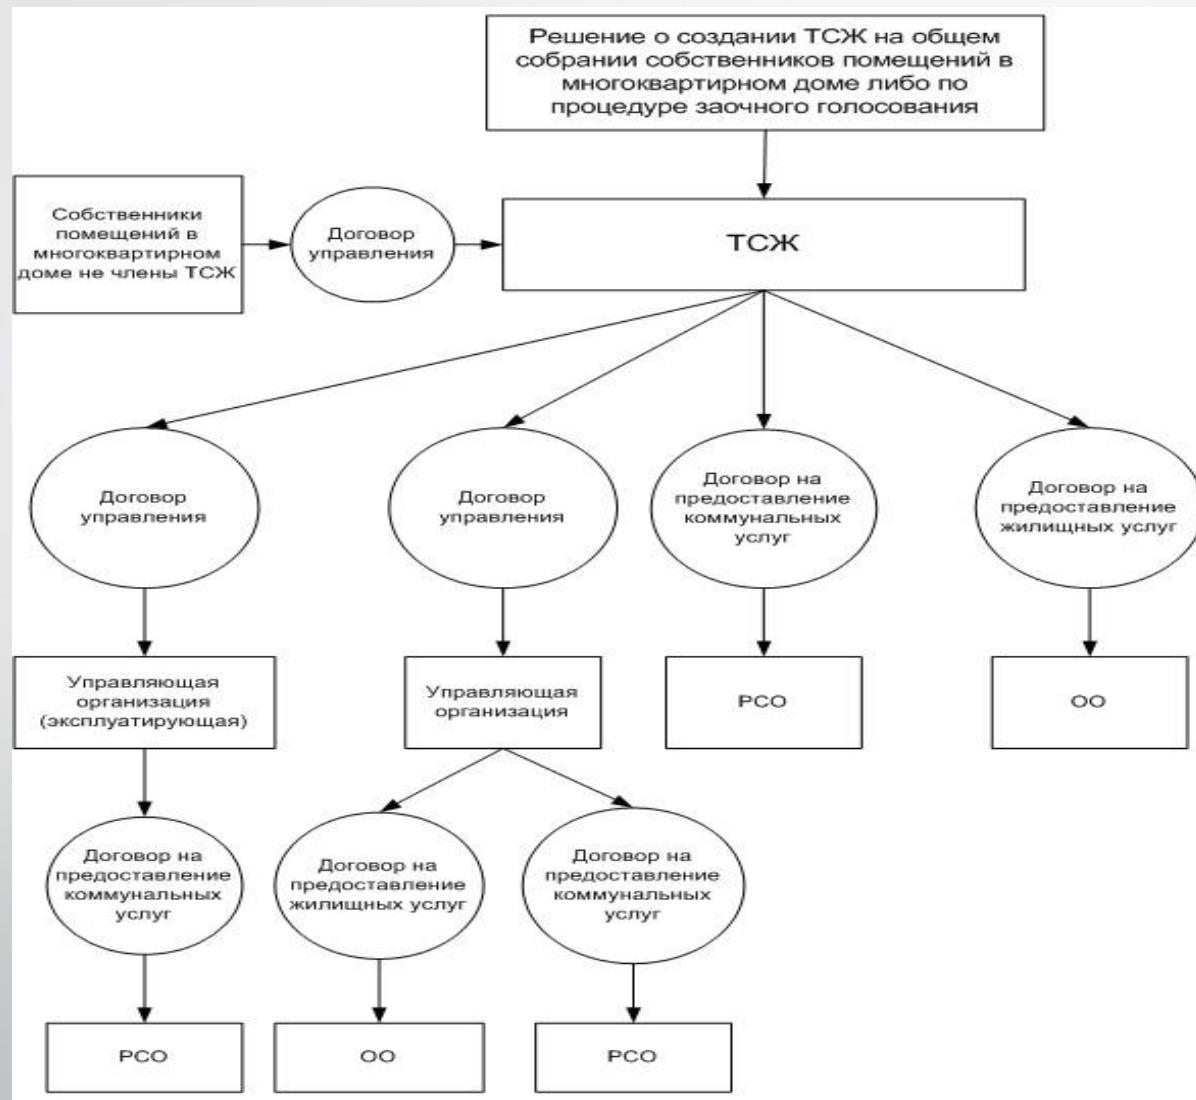 Решение о создании ТСЖ на общем
собрании собственников помещений в
многоквартирном доме либо по
процедуре заочного голосования
Собственники
помещений в
многоквартирном
доме не члены ТСЖ
Договор
управления
ТСЖ
Договор
управления
Договор
управления
Договор на
предоставление
коммунальных
услуг
Договор на
предоставление
жилищных услуг
Управляющая
организация
(эксплуатирующая)
Управляющая
организация
РСО
ОО
Договор на
предоставление
коммунальных
услуг
Договор на
предоставление
жилищных услуг
Договор на
предоставление
коммунальных
услуг
РСО
ОО
РСО